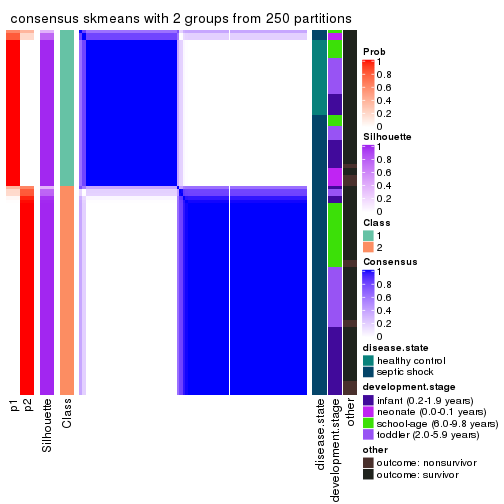 consensus skmeans with 2 groups from 250 partitions
Prob
1
0.8
0.6
0.4
0.2
0
Silhouette
1
0.8
0.6
0.4
0.2
0
Class
1
2
Consensus
1
0.8
0.6
0.4
0.2
0
disease.state
healthy control
septic shock
development.stage
infant (0.2-1.9 years)
neonate (0.0-0.1 years)
school-age (6.0-9.8 years)
toddler (2.0-5.9 years)
other
outcome: nonsurvivor
outcome: survivor
p1
p2
Silhouette
Class
disease.state
development.stage
other